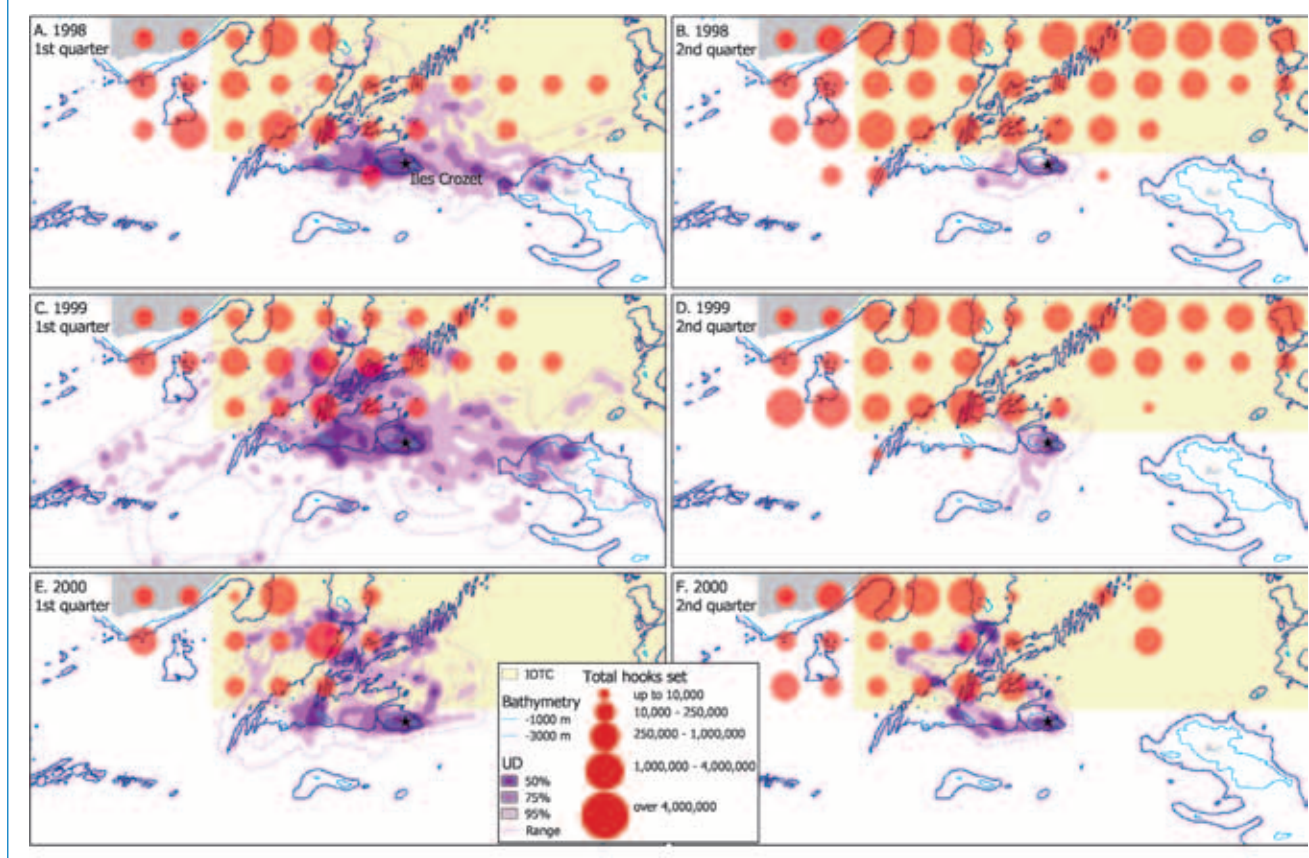 A. 1998
1st quarter
Iles Crozet
B. 1998
2nd quarter
C. 1999
1st quarter
D. 1999
2nd quarter
E. 2000
1st quarter
F. 2000
2nd quarter
IOTC
Bathymetry
-1000 m
-3000 m
UD
50%
75%
95%
Range
Total hooks set
up to 10,000
10,000 - 250,000
250,000 - 1,000,000
1,000,000 - 4,000,000
over 4,000,000